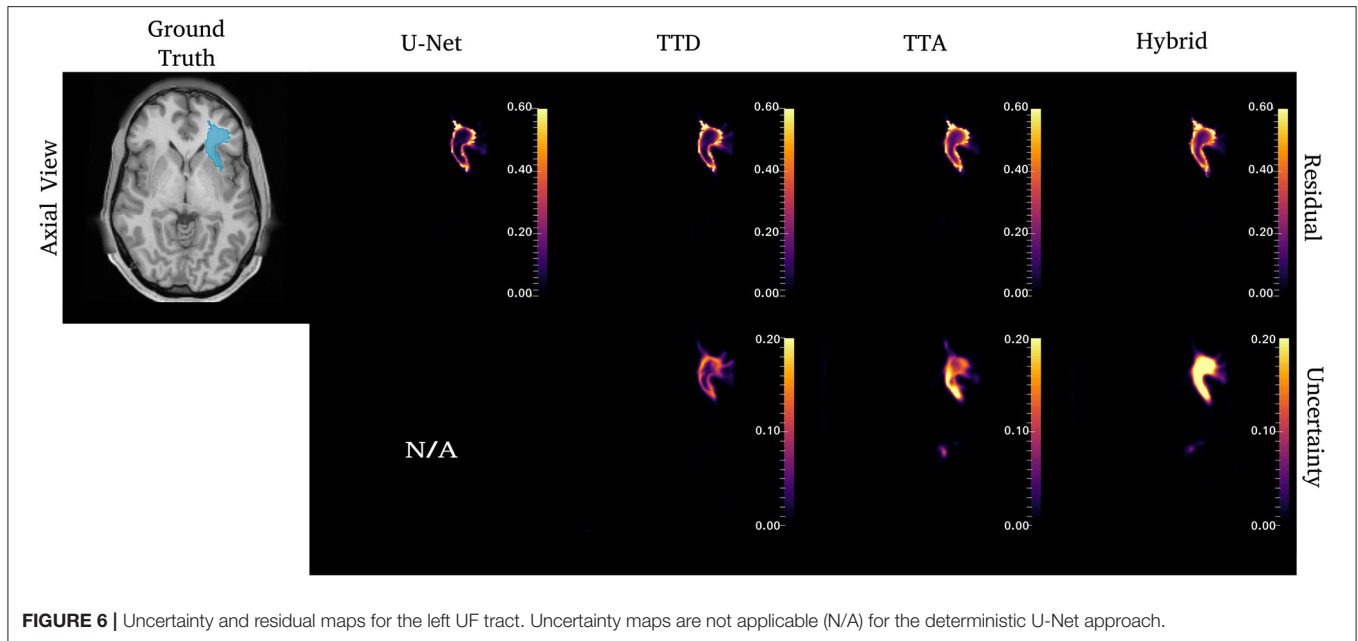 Ground
Truth
U-Net
TTD
TTA
Hybrid
Axial View
0.60
0.40
0.20
0.00
0.60
0.40
0.20
0.00
0.60
0.40
0.20
0.00
0.60
0.40
0.20
0.00
Residual
N/A
0.20
0.10
0.00
0.20
0.10
0.00
0.20
0.10
0.00
Uncertainty
FIGURE 6 | Uncertainty and residual maps for the left UF tract. Uncertainty maps are not applicable (N/A) for the deterministic U-Net approach.